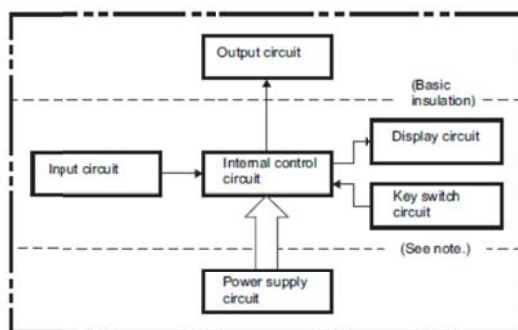 Output circuit
(Basic
insulation)
Display circuit
Input circuit
Internal control
circuit
Key switch
circuit
(See note.)
Power supply
circuit